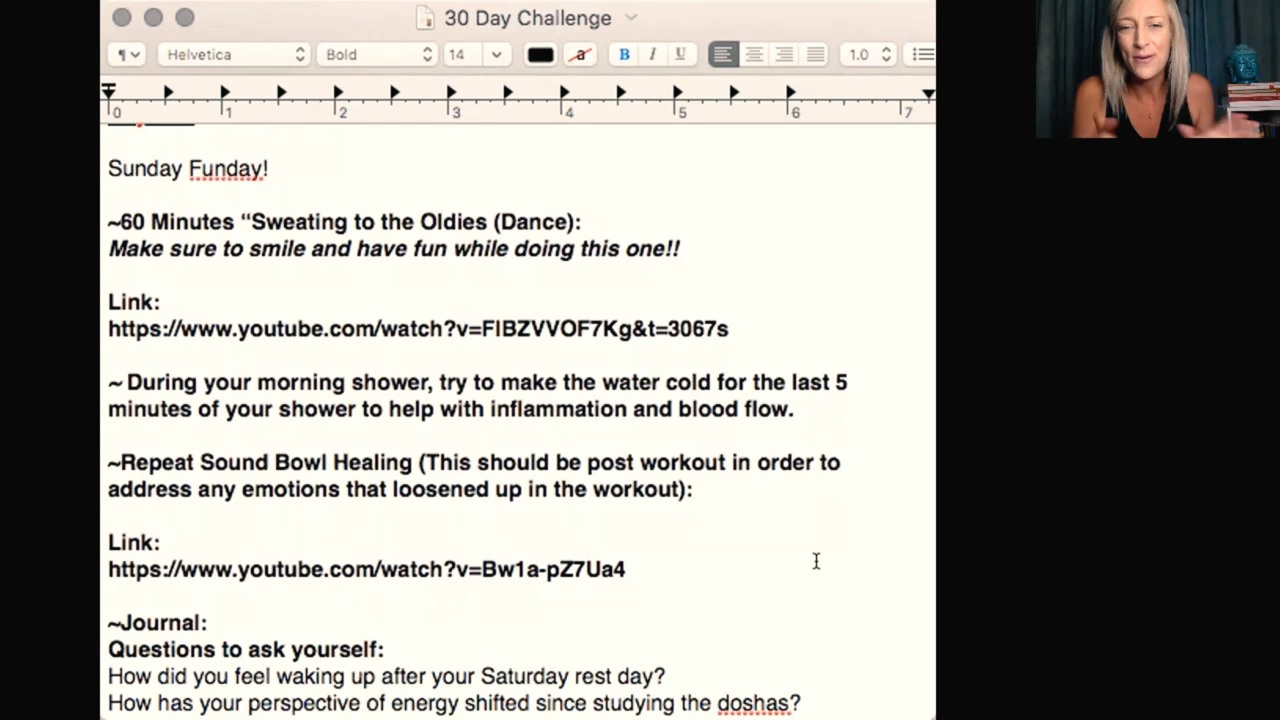 30 Day Challenge
¶ Helvetica Bold 14 a B I U 1.0
0 1 2 3 4 5 6 7
Sunday Funday!
~60 Minutes “Sweating to the Oldies (Dance):
Make sure to smile and have fun while doing this one!!
Link:
https://www.youtube.com/watch?v=FIBZVVOF7Kg&t=3067s
~ During your morning shower, try to make the water cold for the last 5
minutes of your shower to help with inflammation and blood flow.
~Repeat Sound Bowl Healing (This should be post workout in order to
address any emotions that loosened up in the workout):
Link:
https://www.youtube.com/watch?v=Bw1a-pZ7Ua4
~Journal:
Questions to ask yourself:
How did you feel waking up after your Saturday rest day?
How has your perspective of energy shifted since studying the doshas?